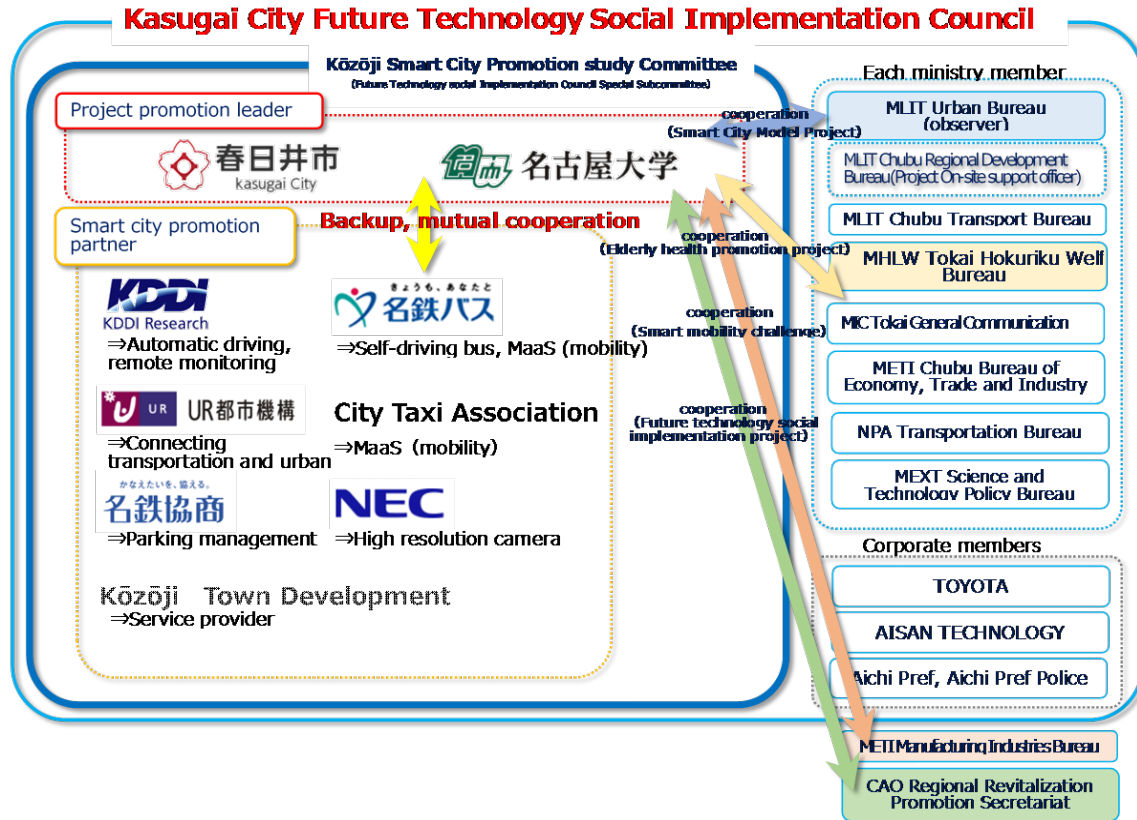 Kasugai City Future Technology Social Implementation Council
Kōzōji Smart City Promotion study Committee
(Future Technology social Implementation Council Special Subcommittee)
Project promotion leader
春日井市
kasugai City
名古屋大学
Backup, mutual cooperation
Smart city promotion
partner
KDDI
KDDI Research
⇒Automatic driving,
remote monitoring
きょうも、あなたと
名鉄バス
⇒Self-driving bus, MaaS (mobility)
UR UR都市機構
⇒Connecting
transportation and urban
City Taxi Association
⇒MaaS (mobility)
かなえたいを、協える。
名鉄協商
⇒Parking management
NEC
⇒High resolution camera
Kōzōji Town Development
⇒Service provider
cooperation
(Smart City Model Project)
cooperation
(Elderly health promotion project)
cooperation
(Smart mobility challenge)
cooperation
(Future technology social
implementation project)
Each ministry member
MLIT Urban Bureau
(observer)
MLIT Chubu Regional Development
Bureau(Project On-site support officer)
MLIT Chubu Transport Bureau
MHLW Tokai Hokuriku Welf
Bureau
MIC Tokai General Communication
METI Chubu Bureau of
Economy, Trade and Industry
NPA Transportation Bureau
MEXT Science and
Technology Policy Bureau
Corporate members
TOYOTA
AISAN TECHNOLOGY
Aichi Pref, Aichi Pref Police
METI Manufacturing Industries Bureau
CAO Regional Revitalization
Promotion Secretariat